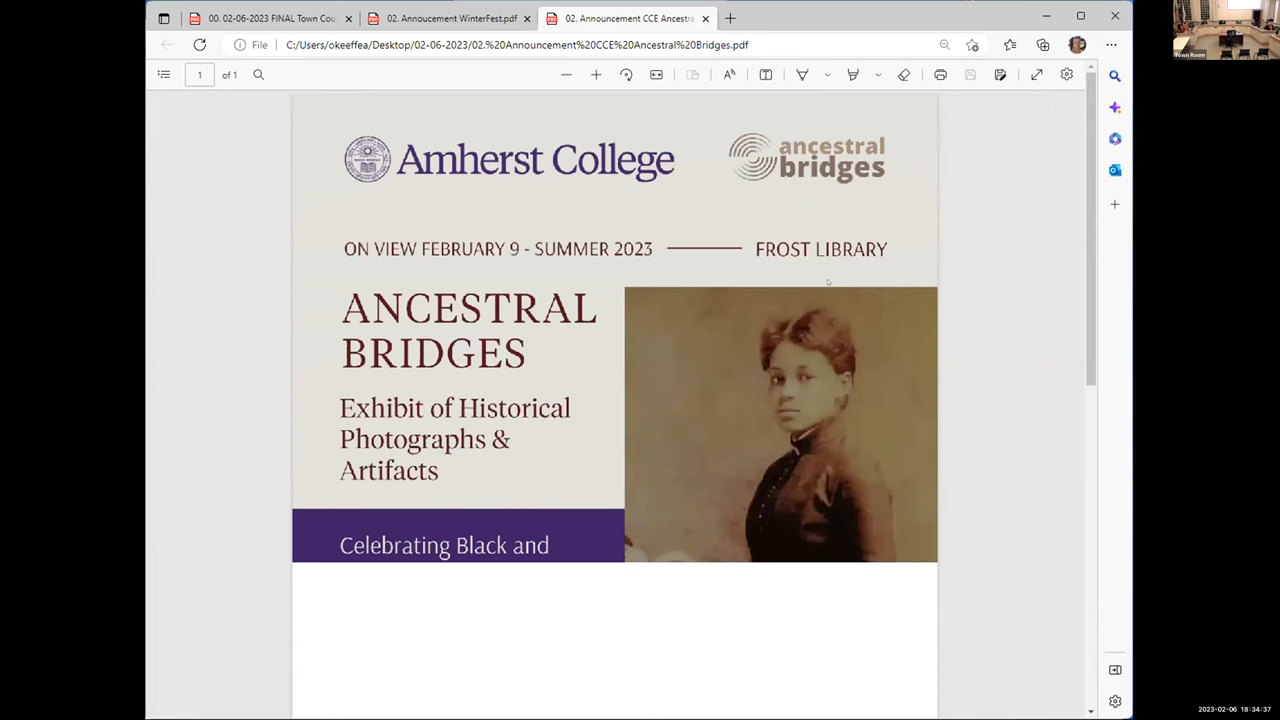 00. 02-06-2023 FINAL Town Cou
02. Annoucement WinterFest.pdf
02. Announcement CCE Ancestra
File
C:/Users/okeeffea/Desktop/02-06-2023/02.%20Announcement%20CCE%20Ancestral%20Bridges.pdf
1 of 1
Town Room
Amherst College
ancestral
bridges
ON VIEW FEBRUARY 9 - SUMMER 2023
FROST LIBRARY
ANCESTRAL
BRIDGES
Exhibit of Historical
Photographs &
Artifacts
Celebrating Black and
2023-02-06 18:34:37